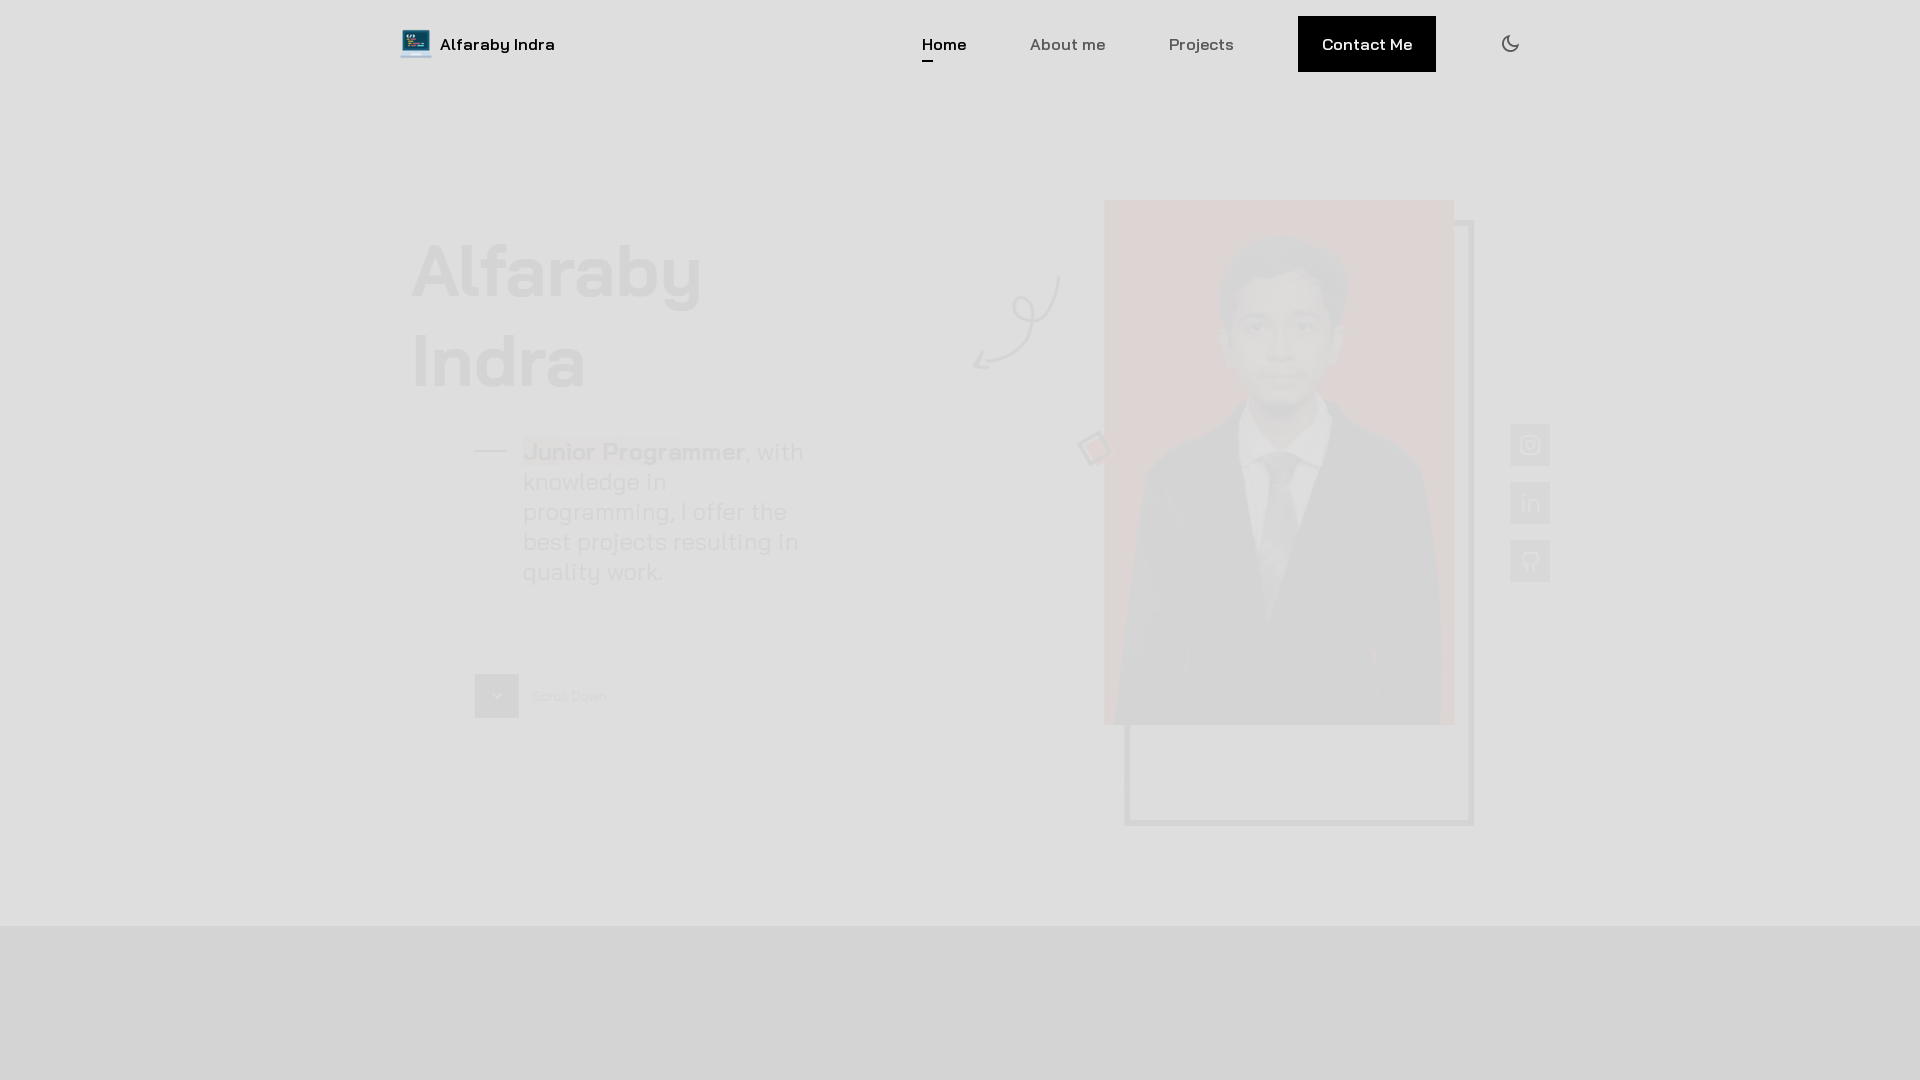 Alfaraby Indra
Home
About me
Projects
Contact Me
Alfaraby
Indra
Junior Programmer, with
knowledge in
programming, I offer the
best projects resulting in
quality work.
Scroll Down